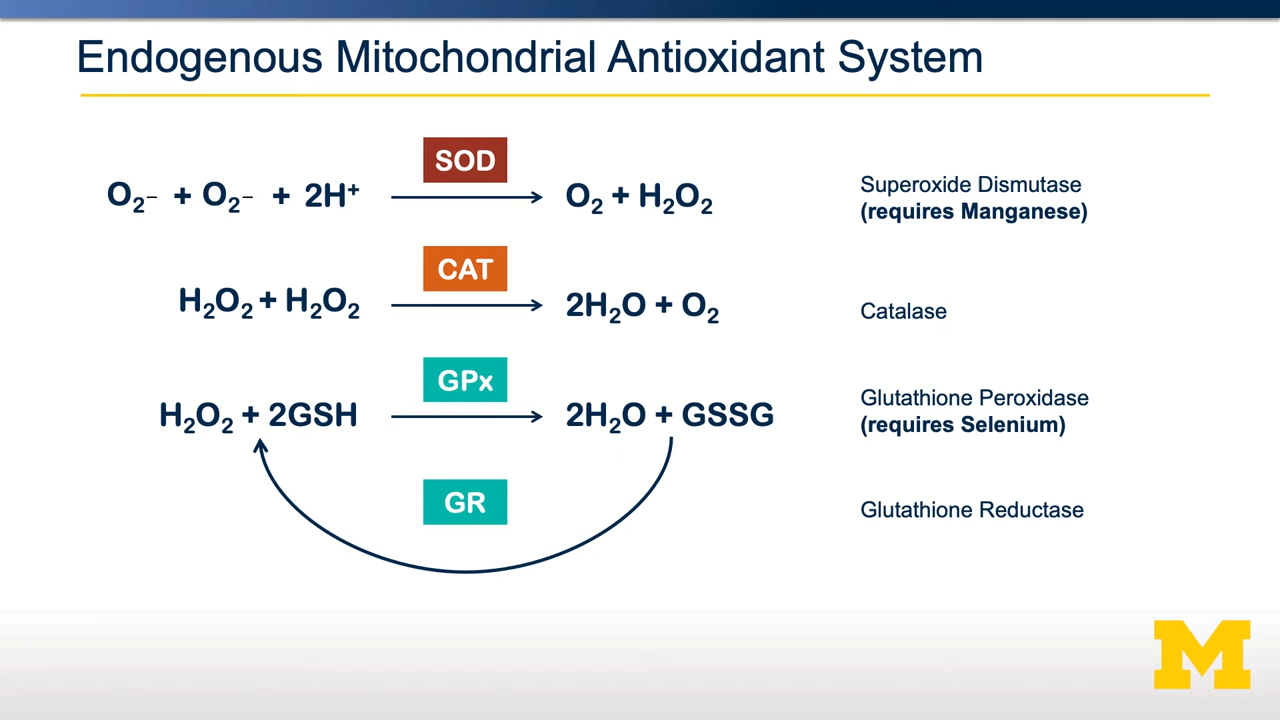 Endogenous Mitochondrial Antioxidant System
SOD
O₂⁻ + O₂⁻ + 2H⁺ → O₂ + H₂O₂
Superoxide Dismutase
(requires Manganese)
CAT
H₂O₂ + H₂O₂ → 2H₂O + O₂
Catalase
GPx
H₂O₂ + 2GSH → 2H₂O + GSSG
Glutathione Peroxidase
(requires Selenium)
GR
Glutathione Reductase
M